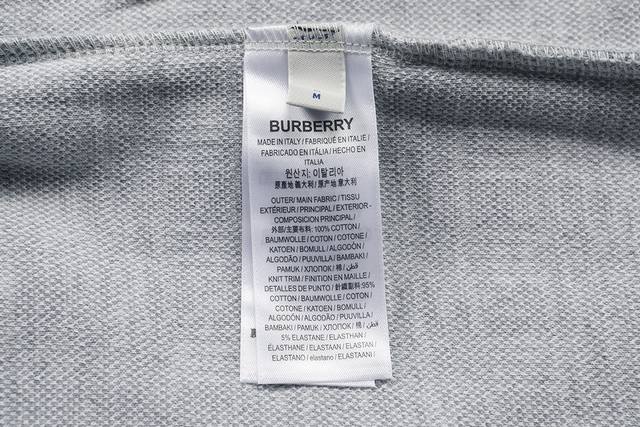 M
BURBERRY
MADE IN ITALY / FABRIQUÉ EN ITALIE /
FABRICADO EN ITÁLIA / HECHO EN
ITALIA
원산지: 이탈리아
原產地 義大利 / 原产地 意大利
OUTER/ MAIN FABRIC / TISSU
EXTÉRIEUR / PRINCIPAL / EXTERIOR -
COMPOSICION PRINCIPAL /
外部/主要布料: 100% COTTON /
BAUMWOLLE / COTON / COTONE /
KATOEN / BOMULL / ALGODÓN /
ALGODÃO / PUUVILLA / BAMBAKI /
PAMUK / ХЛОПОК / 棉 / قطن /
KNIT TRIM / FINITION EN MAILLE /
DETALLES DE PUNTO / 針織副料:95%
COTTON / BAUMWOLLE / COTON /
COTONE / KATOEN / BOMULL /
ALGODÓN / ALGODÃO / PUUVILLA /
BAMBAKI / PAMUK / ХЛОПОК / 棉 / قطن /
5% ELASTANE / ELASTHAN /
ÉLASTHANE / ELASTAAN / ELASTAN /
ELASTANO / elastano / ELASTAANI /